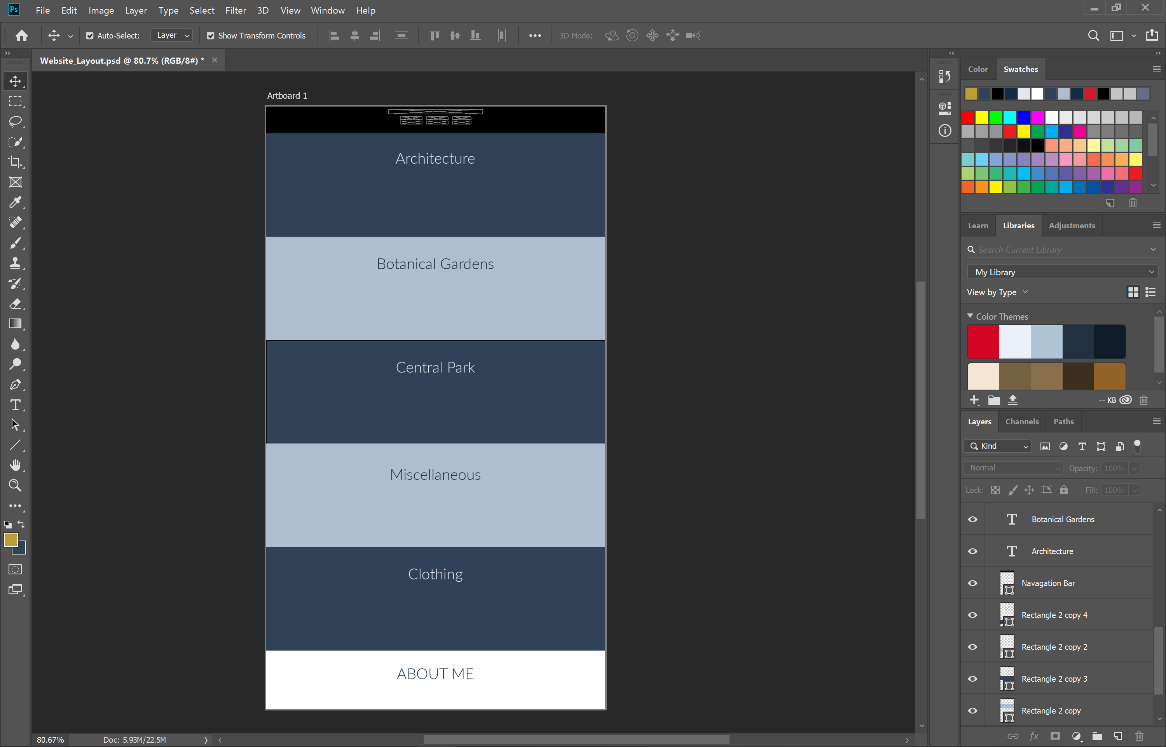 Ps File Edit Image Layer Type Select Filter 3D View Window Help
Auto-Select: Layer Show Transform Controls 3D Mode:
Website_Layout.psd @ 80.7% (RGB/8#) *
Artboard 1
Architecture
Botanical Gardens
Central Park
Miscellaneous
Clothing
ABOUT ME
80.67% Doc: 5.93M/22.5M
Color Swatches
Learn Libraries Adjustments
Search Current Library
My Library
View by Type
Color Themes
-- KB
Layers Channels Paths
Kind
Normal Opacity: 100%
Lock: Fill: 100%
Botanical Gardens
Architecture
Navagation Bar
Rectangle 2 copy 4
Rectangle 2 copy 2
Rectangle 2 copy 3
Rectangle 2 copy